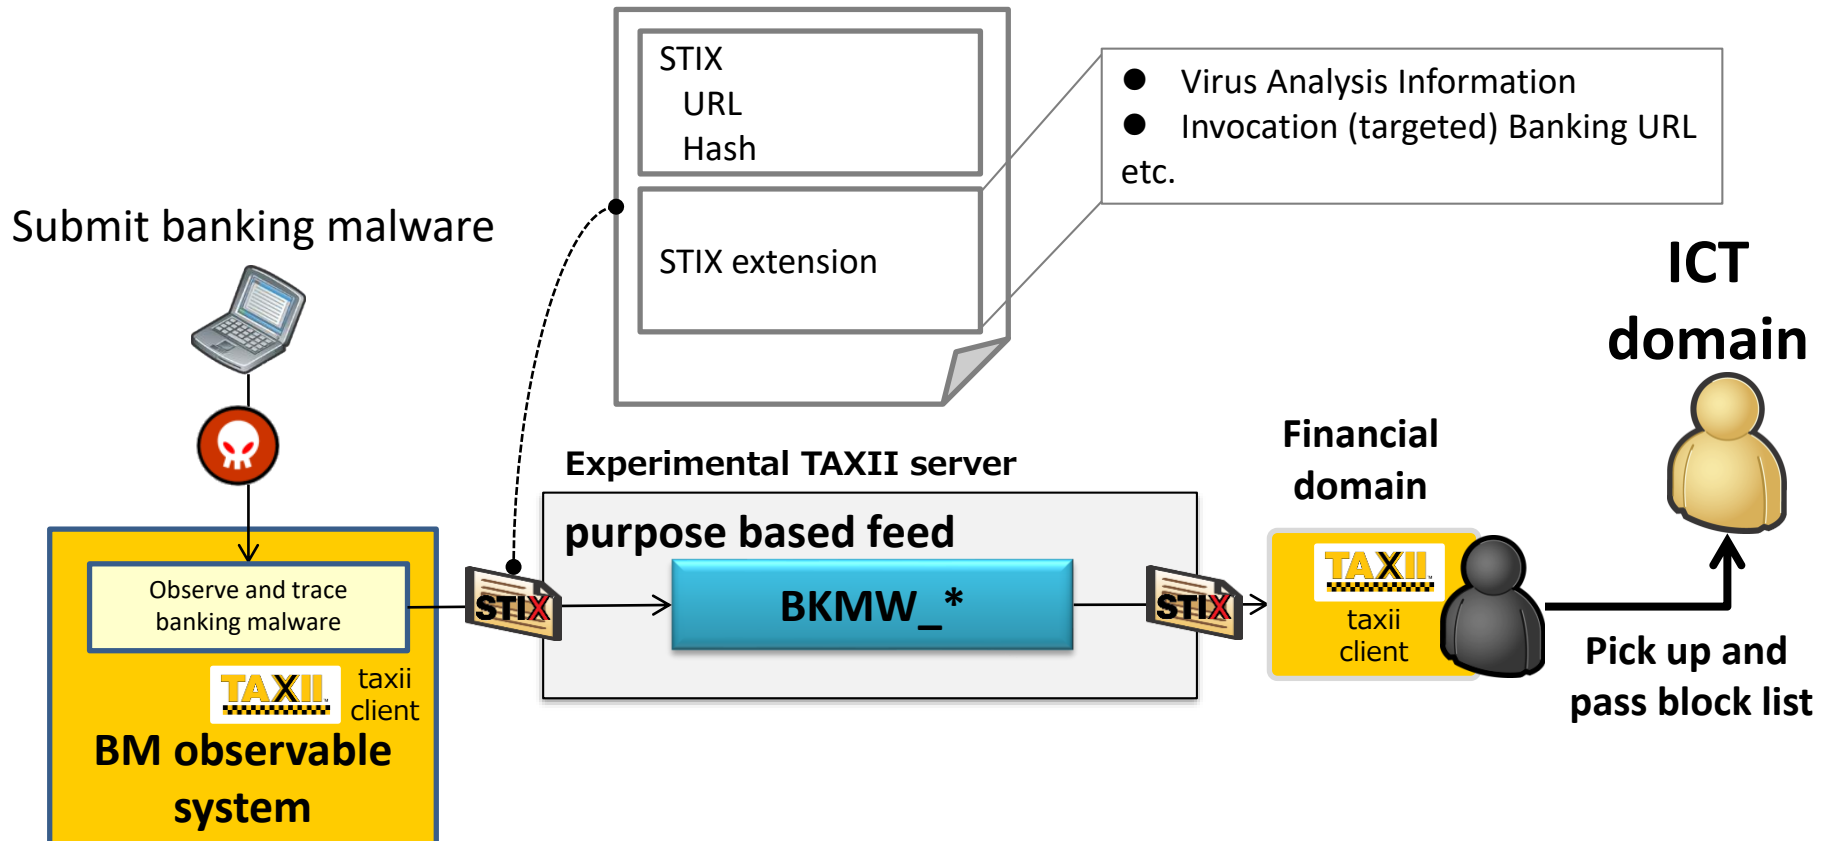 STIX
URL
Hash
STIX extension
● Virus Analysis Information
● Invocation (targeted) Banking URL
etc.
Submit banking malware
ICT
domain
Experimental TAXII server
purpose based feed
BKMW_*
Financial
domain
Observe and trace
banking malware
STIX
STIX
TAXII
taxii
client
TAXII
taxii
client
BM observable
system
Pick up and
pass block list